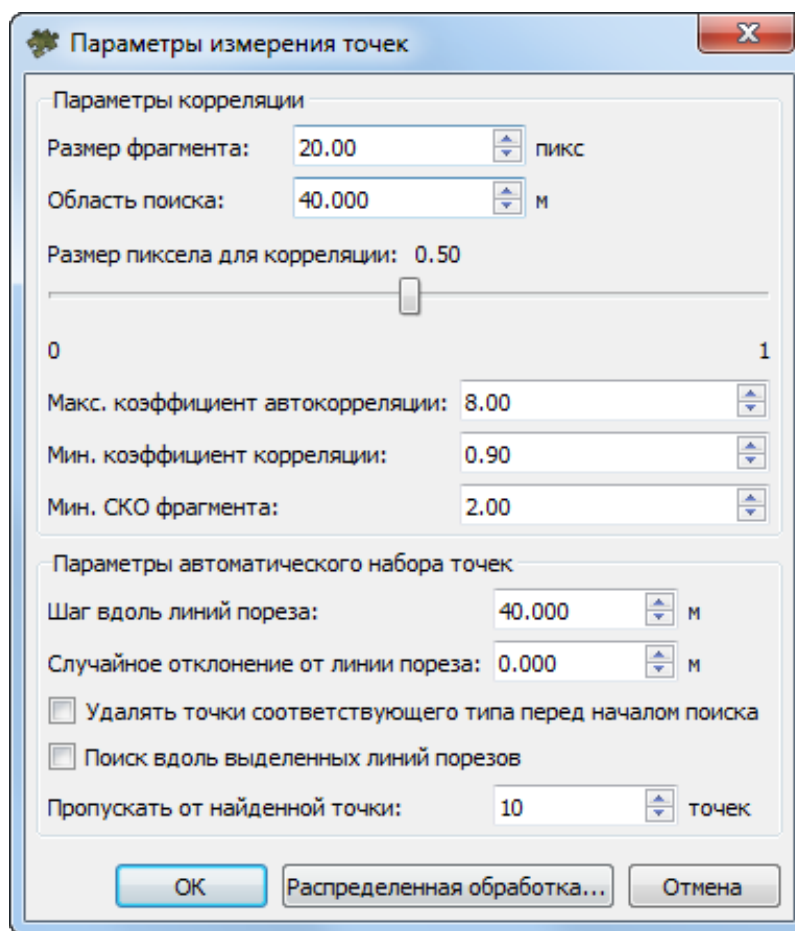 Параметры измерения точек
Параметры корреляции
Размер фрагмента: 20.00 пикс
Область поиска: 40.000 м
Размер пиксела для корреляции: 0.50
0 1
Макс. коэффициент автокорреляции: 8.00
Мин. коэффициент корреляции: 0.90
Мин. СКО фрагмента: 2.00
Параметры автоматического набора точек
Шаг вдоль линий пореза: 40.000 м
Случайное отклонение от линии пореза: 0.000 м
Удалять точки соответствующего типа перед началом поиска
Поиск вдоль выделенных линий порезов
Пропускать от найденной точки: 10 точек
ОК Распределенная обработка... Отмена